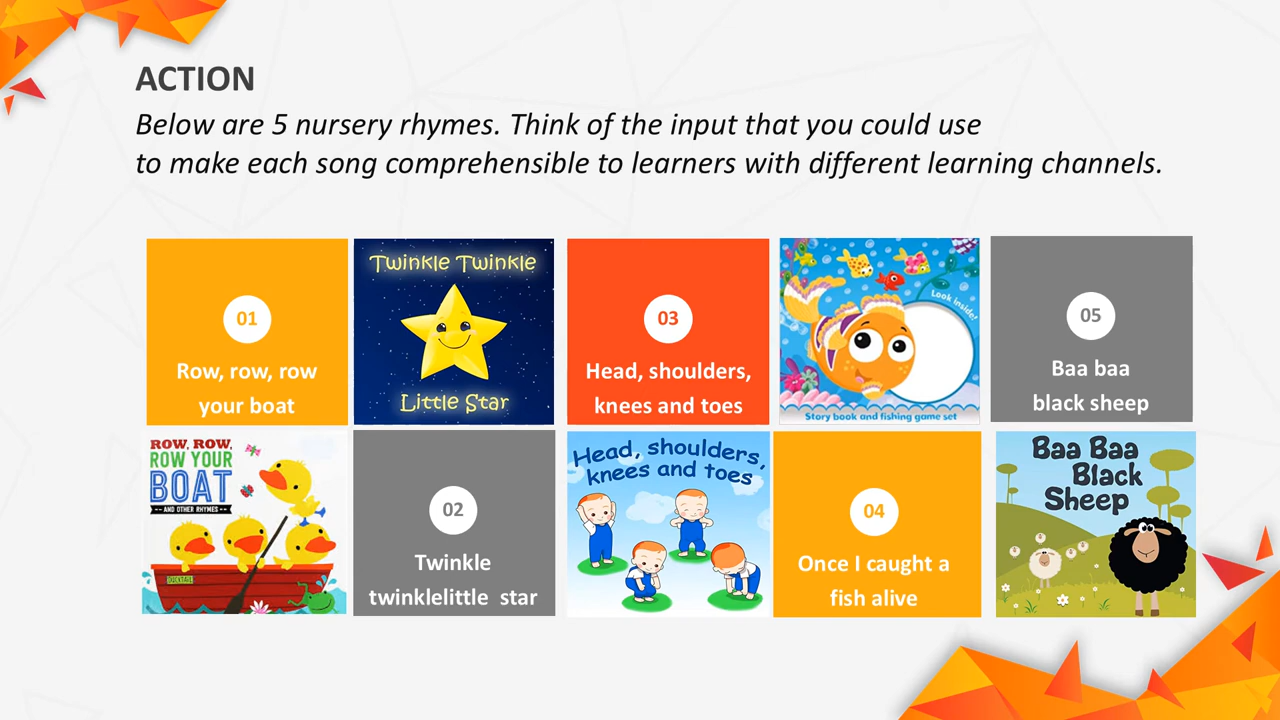 ACTION
Below are 5 nursery rhymes. Think of the input that you could use
to make each song comprehensible to learners with different learning channels.
01
Row, row, row
your boat
ROW, ROW,
ROW YOUR
BOAT
AND OTHER RHYMES
Twinkle Twinkle
Little Star
02
Twinkle
twinklelittle star
03
Head, shoulders,
knees and toes
Head, shoulders,
knees and toes
Look inside!
Story book and fishing game set
04
Once I caught a
fish alive
05
Baa baa
black sheep
Baa Baa
Black
Sheep